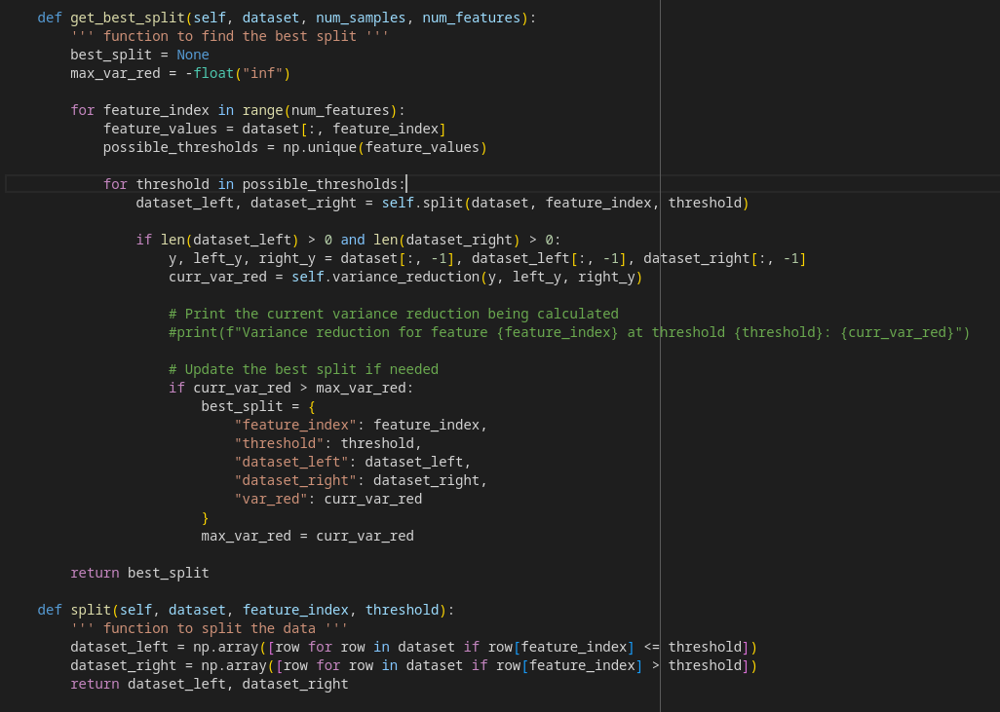 def get_best_split(self, dataset, num_samples, num_features):
    ''' function to find the best split '''
    best_split = None
    max_var_red = -float("inf")

    for feature_index in range(num_features):
        feature_values = dataset[:, feature_index]
        possible_thresholds = np.unique(feature_values)

        for threshold in possible_thresholds:
            dataset_left, dataset_right = self.split(dataset, feature_index, threshold)

            if len(dataset_left) > 0 and len(dataset_right) > 0:
                y, left_y, right_y = dataset[:, -1], dataset_left[:, -1], dataset_right[:, -1]
                curr_var_red = self.variance_reduction(y, left_y, right_y)

                # Print the current variance reduction being calculated
                #print(f"Variance reduction for feature {feature_index} at threshold {threshold}: {curr_var_red}")

                # Update the best split if needed
                if curr_var_red > max_var_red:
                    best_split = {
                        "feature_index": feature_index,
                        "threshold": threshold,
                        "dataset_left": dataset_left,
                        "dataset_right": dataset_right,
                        "var_red": curr_var_red
                    }
                    max_var_red = curr_var_red

    return best_split

def split(self, dataset, feature_index, threshold):
    ''' function to split the data '''
    dataset_left = np.array([row for row in dataset if row[feature_index] <= threshold])
    dataset_right = np.array([row for row in dataset if row[feature_index] > threshold])
    return dataset_left, dataset_right